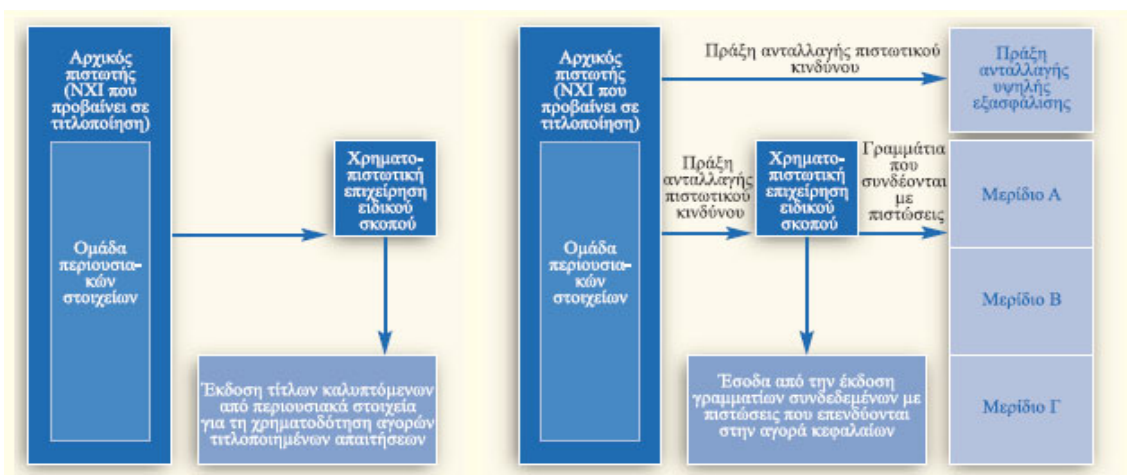 Αρχικός
πιστωτής
(ΝΧΙ που
προβαίνει σε
τιτλοποίηση)
Ομάδα
περιουσια-
κών
στοιχείων
Χρηματο-
πιστωτική
επιχείρηση
ειδικού
σκοπού
Έκδοση τίτλων καλυπτόμενων
από περιουσιακά στοιχεία
για τη χρηματοδότηση αγορών
τιτλοποιημένων απαιτήσεων
Αρχικός
πιστωτής
(ΝΧΙ που
προβαίνει σε
τιτλοποίηση)
Ομάδα
περιουσια-
κών
στοιχείων
Πράξη ανταλλαγής πιστωτικού
κινδύνου
Πράξη
ανταλλαγής
υψηλής
εξασφάλισης
Πράξη
ανταλλαγής
πιστωτικού
κινδύνου
Χρηματο-
πιστωτική
επιχείρηση
ειδικού
σκοπού
Γραμμάτια
που
συνδέονται
με
πιστώσεις
Μερίδιο Α
Μερίδιο Β
Μερίδιο Γ
Έσοδα από την έκδοση
γραμματίων συνδεδεμένων με
πιστώσεις που επενδύονται
στην αγορά κεφαλαίων